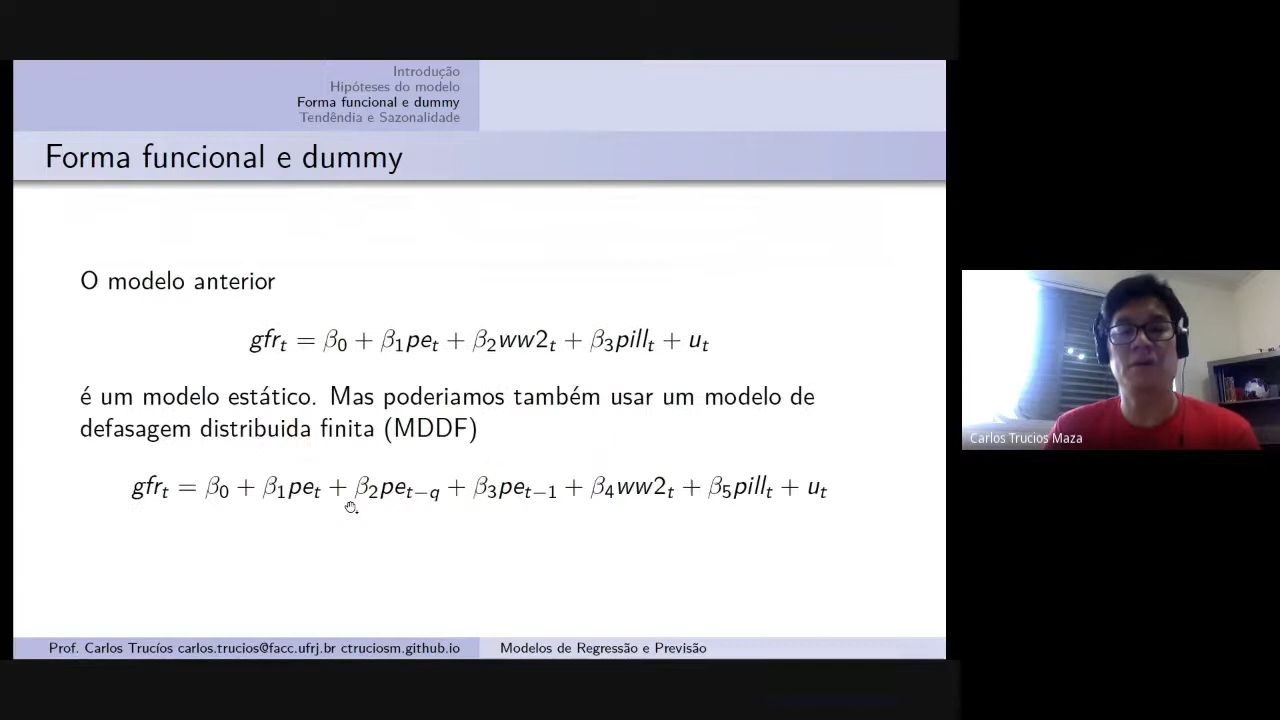 Introdução
Hipóteses do modelo
Forma funcional e dummy
Tendêndia e Sazonalidade
Forma funcional e dummy
O modelo anterior
gfr_t = β_0 + β_1pe_t + β_2ww2_t + β_3pill_t + u_t
é um modelo estático. Mas poderiamos também usar um modelo de
defasagem distribuida finita (MDDF)
gfr_t = β_0 + β_1pe_t + β_2pe_{t−q} + β_3pe_{t−1} + β_4ww2_t + β_5pill_t + u_t
Carlos Trucios Maza
Prof. Carlos Trucíos carlos.trucios@facc.ufrj.br ctruciosm.github.io
Modelos de Regressão e Previsão